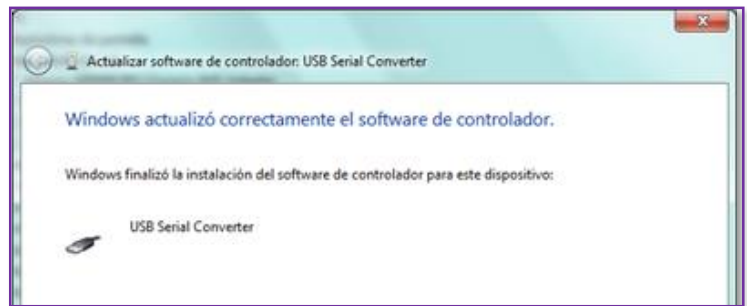 Actualizar software de controlador: USB Serial Converter
Windows actualizó correctamente el software de controlador.
Windows finalizó la instalación del software de controlador para este dispositivo:
USB Serial Converter